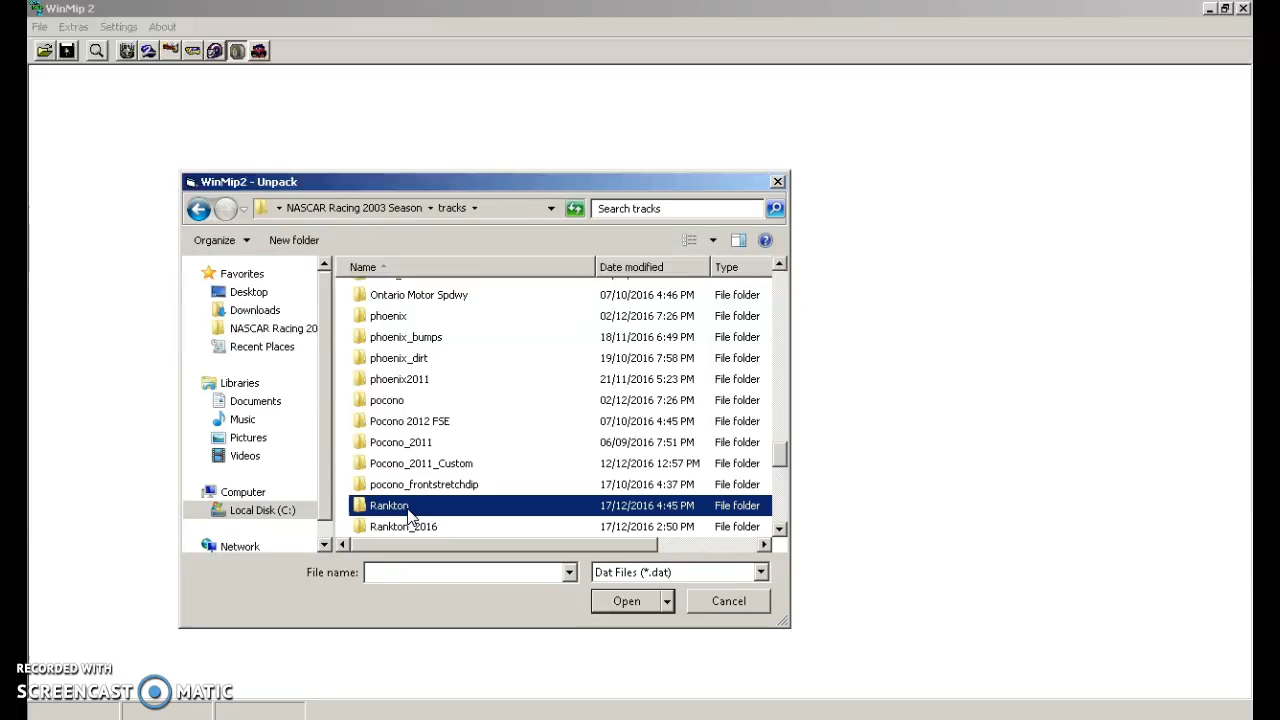 WinMip 2
File Extras Settings About
WinMip2 - Unpack
NASCAR Racing 2003 Season tracks
Search tracks
Organize New folder
Name Date modified Type
Favorites
Desktop
Downloads
NASCAR Racing 20
Recent Places
Libraries
Documents
Music
Pictures
Videos
Computer
Local Disk (C:)
Network
Ontario Motor Spdwy 07/10/2016 4:46 PM File folder
phoenix 02/12/2016 7:26 PM File folder
phoenix_bumps 18/11/2016 6:49 PM File folder
phoenix_dirt 19/10/2016 7:58 PM File folder
phoenix2011 21/11/2016 5:23 PM File folder
pocono 02/12/2016 7:26 PM File folder
Pocono 2012 FSE 07/10/2016 4:45 PM File folder
Pocono_2011 06/09/2016 7:51 PM File folder
Pocono_2011_Custom 12/12/2016 12:57 PM File folder
pocono_frontstretchdip 17/10/2016 4:37 PM File folder
Rankton 17/12/2016 4:45 PM File folder
Rankton_2016 17/12/2016 2:50 PM File folder
File name: Dat Files (*.dat)
Open Cancel
RECORDED WITH
SCREENCAST MATIC